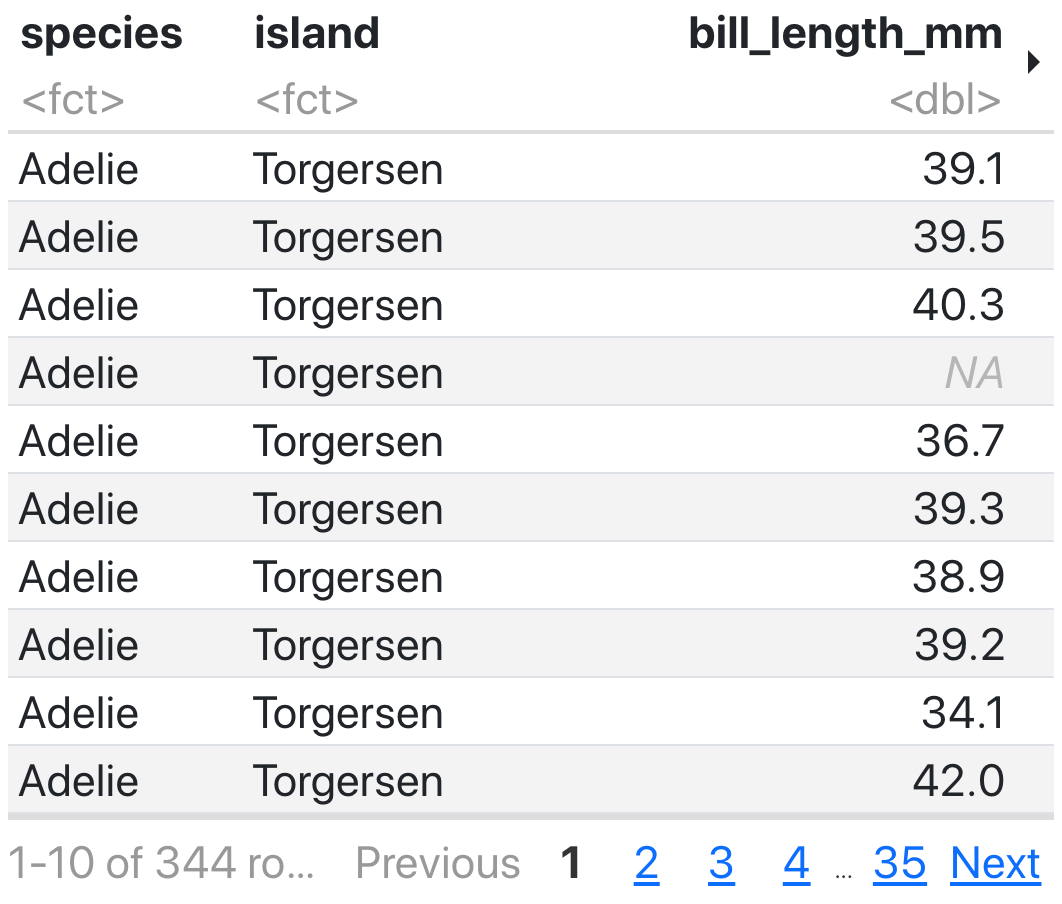 species island bill_length_mm
<fct> <fct> <dbl>
Adelie Torgersen 39.1
Adelie Torgersen 39.5
Adelie Torgersen 40.3
Adelie Torgersen NA
Adelie Torgersen 36.7
Adelie Torgersen 39.3
Adelie Torgersen 38.9
Adelie Torgersen 39.2
Adelie Torgersen 34.1
Adelie Torgersen 42.0
1-10 of 344 ro... Previous 1 2 3 4 ... 35 Next